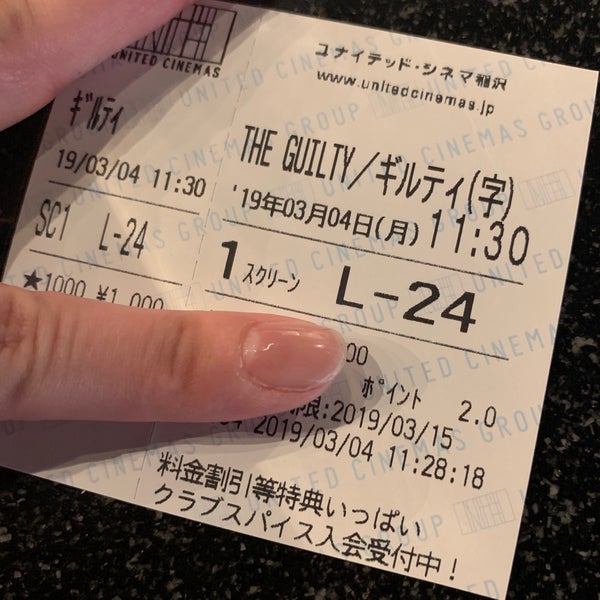 UNITED CINEMAS
ギルティ
19/03/04 11:30
SC1 L-24
★1000 ¥1,000
ユナイテッド・シネマ稲沢
www.unitedcinemas.jp
THE GUILTY／ギルティ(字)
'19年03月04日(月) 11:30
1スクリーン L-24
00
ポイント 2.0
限:2019/03/15
2019/03/04 11:28:18
料金割引等特典いっぱい
クラブスパイス入会受付中！